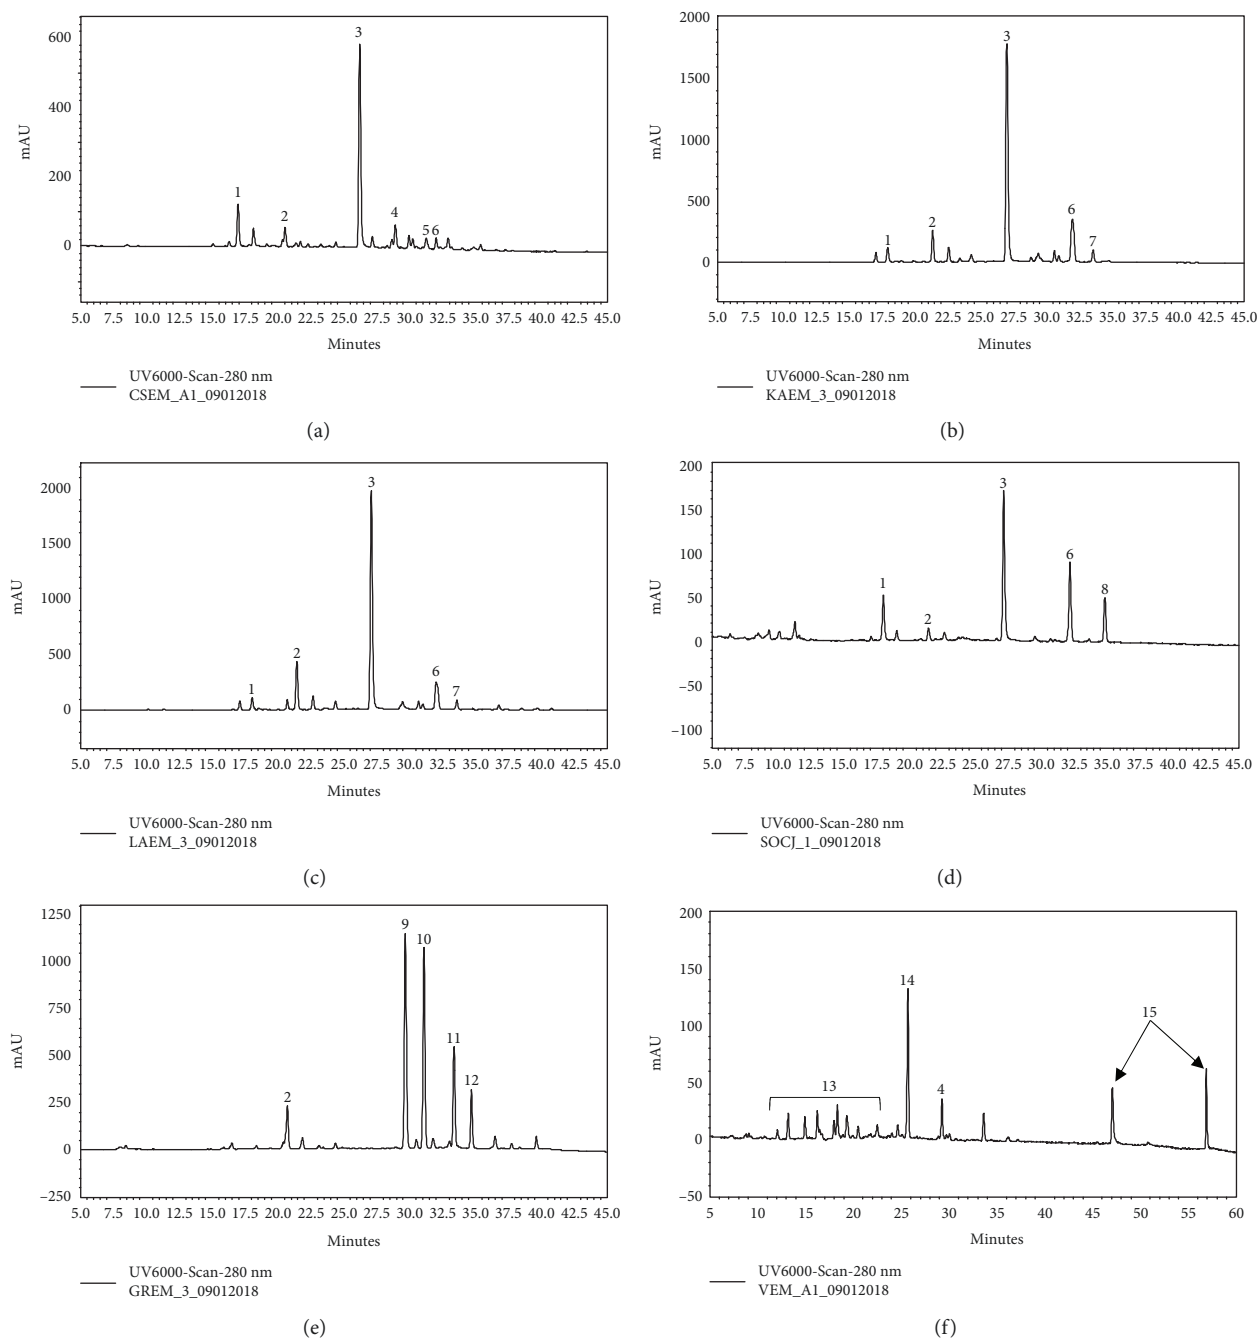 600
400
200
0
mAU
1
2
3
4
5 6
5.0 7.5 10.0 12.5 15.0 17.5 20.0 22.5 25.0 27.5 30.0 32.5 35.0 37.5 40.0 42.5 45.0
Minutes
UV6000-Scan-280 nm
CSEM_A1_09012018
(a)
2000
1500
1000
500
0
mAU
1
2
3
6
7
5.0 7.5 10.0 12.5 15.0 17.5 20.0 22.5 25.0 27.5 30.0 32.5 35.0 37.5 40.0 42.5 45.0
Minutes
UV6000-Scan-280 nm
KAEM_3_09012018
(b)
2000
1500
1000
500
0
mAU
1
2
3
6
7
5.0 7.5 10.0 12.5 15.0 17.5 20.0 22.5 25.0 27.5 30.0 32.5 35.0 37.5 40.0 42.5 45.0
Minutes
UV6000-Scan-280 nm
LAEM_3_09012018
(c)
200
150
100
50
0
−50
−100
mAU
1
2
3
6
8
5.0 7.5 10.0 12.5 15.0 17.5 20.0 22.5 25.0 27.5 30.0 32.5 35.0 37.5 40.0 42.5 45.0
Minutes
UV6000-Scan-280 nm
SOCJ_1_09012018
(d)
1250
1000
750
500
250
0
−250
mAU
2
9
10
11
12
5.0 7.5 10.0 12.5 15.0 17.5 20.0 22.5 25.0 27.5 30.0 32.5 35.0 37.5 40.0 42.5 45.0
Minutes
UV6000-Scan-280 nm
GREM_3_09012018
(e)
200
150
100
50
0
−50
mAU
13
14
4
15
5 10 15 20 25 30 35 40 45 50 55 60
Minutes
UV6000-Scan-280 nm
VEM_A1_09012018
(f)